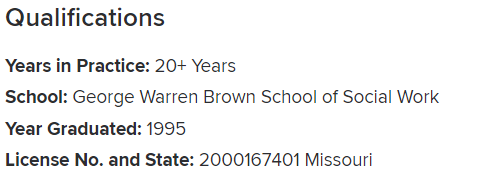 Qualifications
Years in Practice: 20+ Years
School: George Warren Brown School of Social Work
Year Graduated: 1995
License No. and State: 2000167401 Missouri